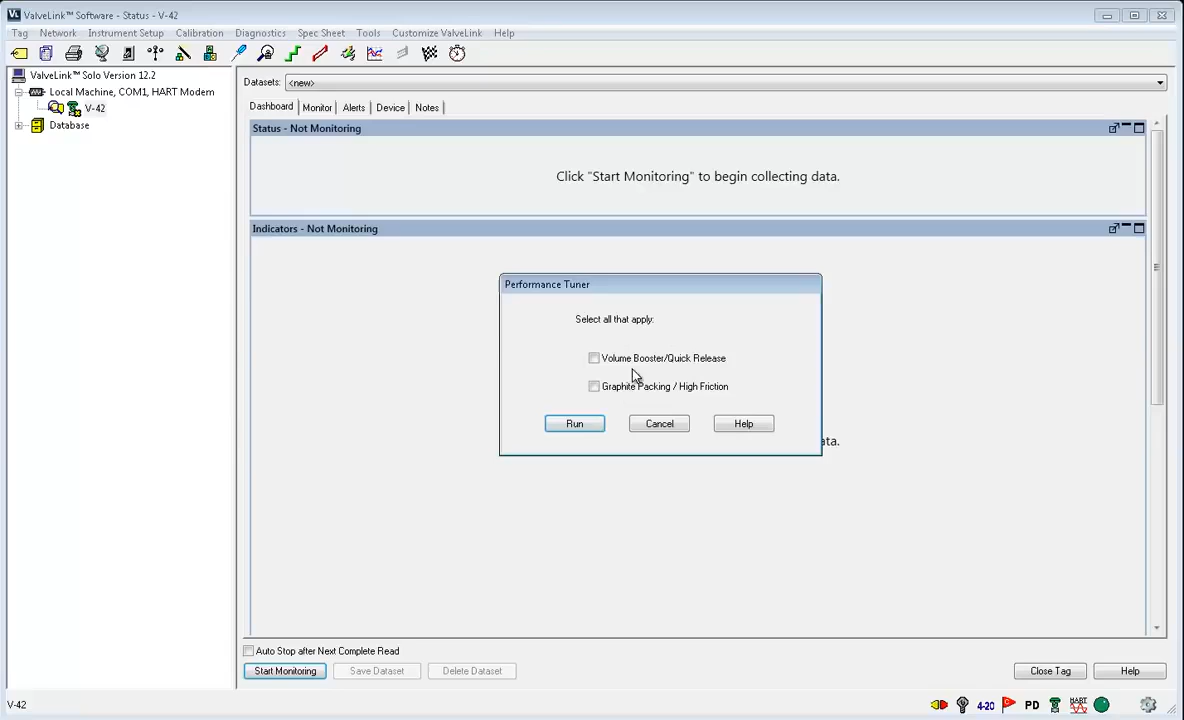 ValveLink™ Software - Status - V-42
Tag Network Instrument Setup Calibration Diagnostics Spec Sheet Tools Customize ValveLink Help
ValveLink™ Solo Version 12.2
Local Machine, COM1, HART Modem
V-42
Database
Datasets: <new>
Dashboard Monitor Alerts Device Notes
Status - Not Monitoring
Click "Start Monitoring" to begin collecting data.
Indicators - Not Monitoring
Performance Tuner
Select all that apply:
Volume Booster/Quick Release
Graphite Packing / High Friction
Run Cancel Help
ata.
Auto Stop after Next Complete Read
Start Monitoring Save Dataset Delete Dataset Close Tag Help
V-42
4-20 PD HART